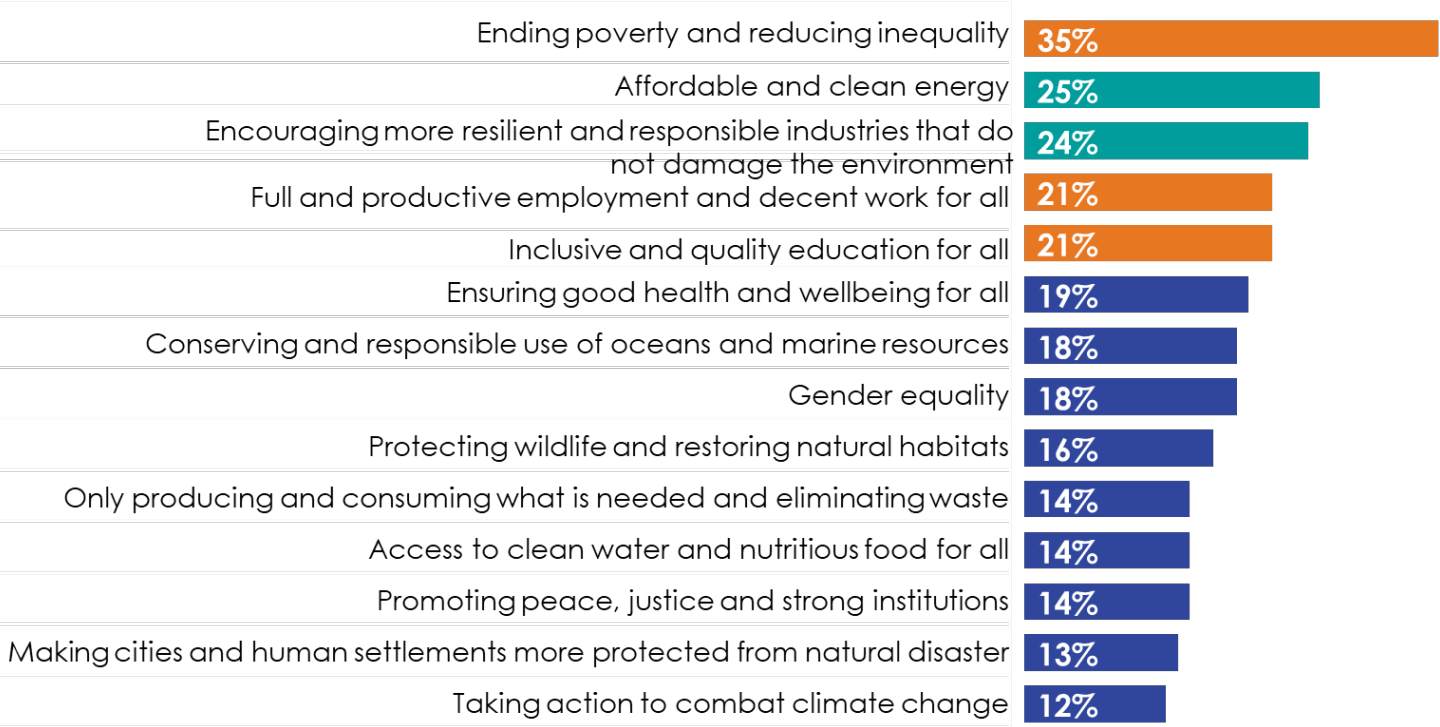 Ending poverty and reducing inequality 35%
Affordable and clean energy 25%
Encouraging more resilient and responsible industries that do
not damage the environment 24%
Full and productive employment and decent work for all 21%
Inclusive and quality education for all 21%
Ensuring good health and wellbeing for all 19%
Conserving and responsible use of oceans and marine resources 18%
Gender equality 18%
Protecting wildlife and restoring natural habitats 16%
Only producing and consuming what is needed and eliminating waste 14%
Access to clean water and nutritious food for all 14%
Promoting peace, justice and strong institutions 14%
Making cities and human settlements more protected from natural disaster 13%
Taking action to combat climate change 12%